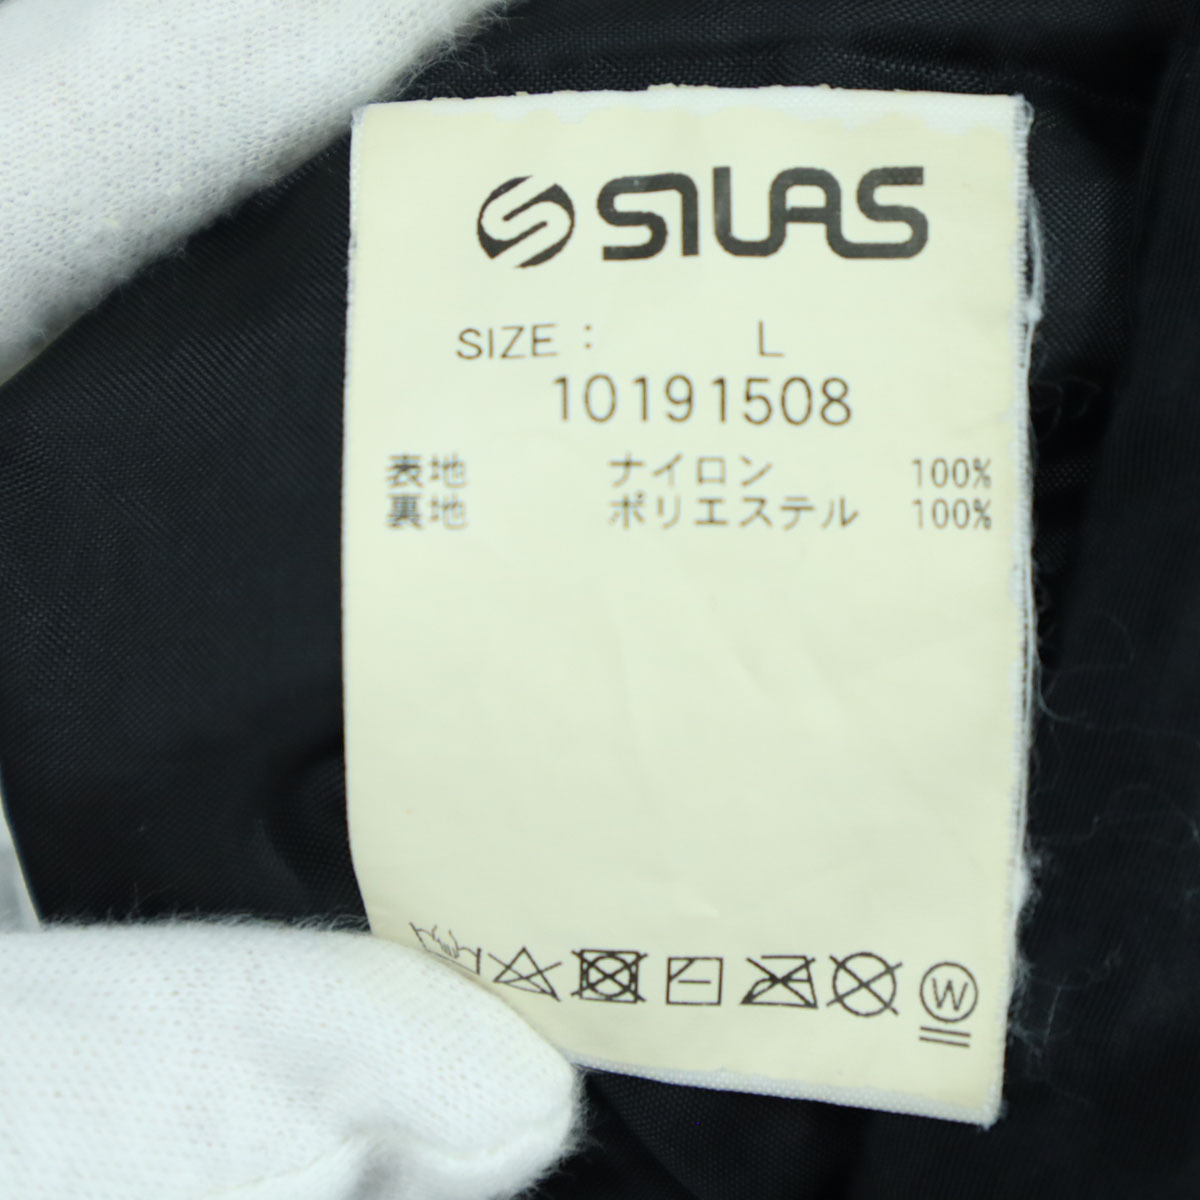 SILAS
SIZE : L
10191508
表地 ナイロン 100%
裏地 ポリエステル 100%
W